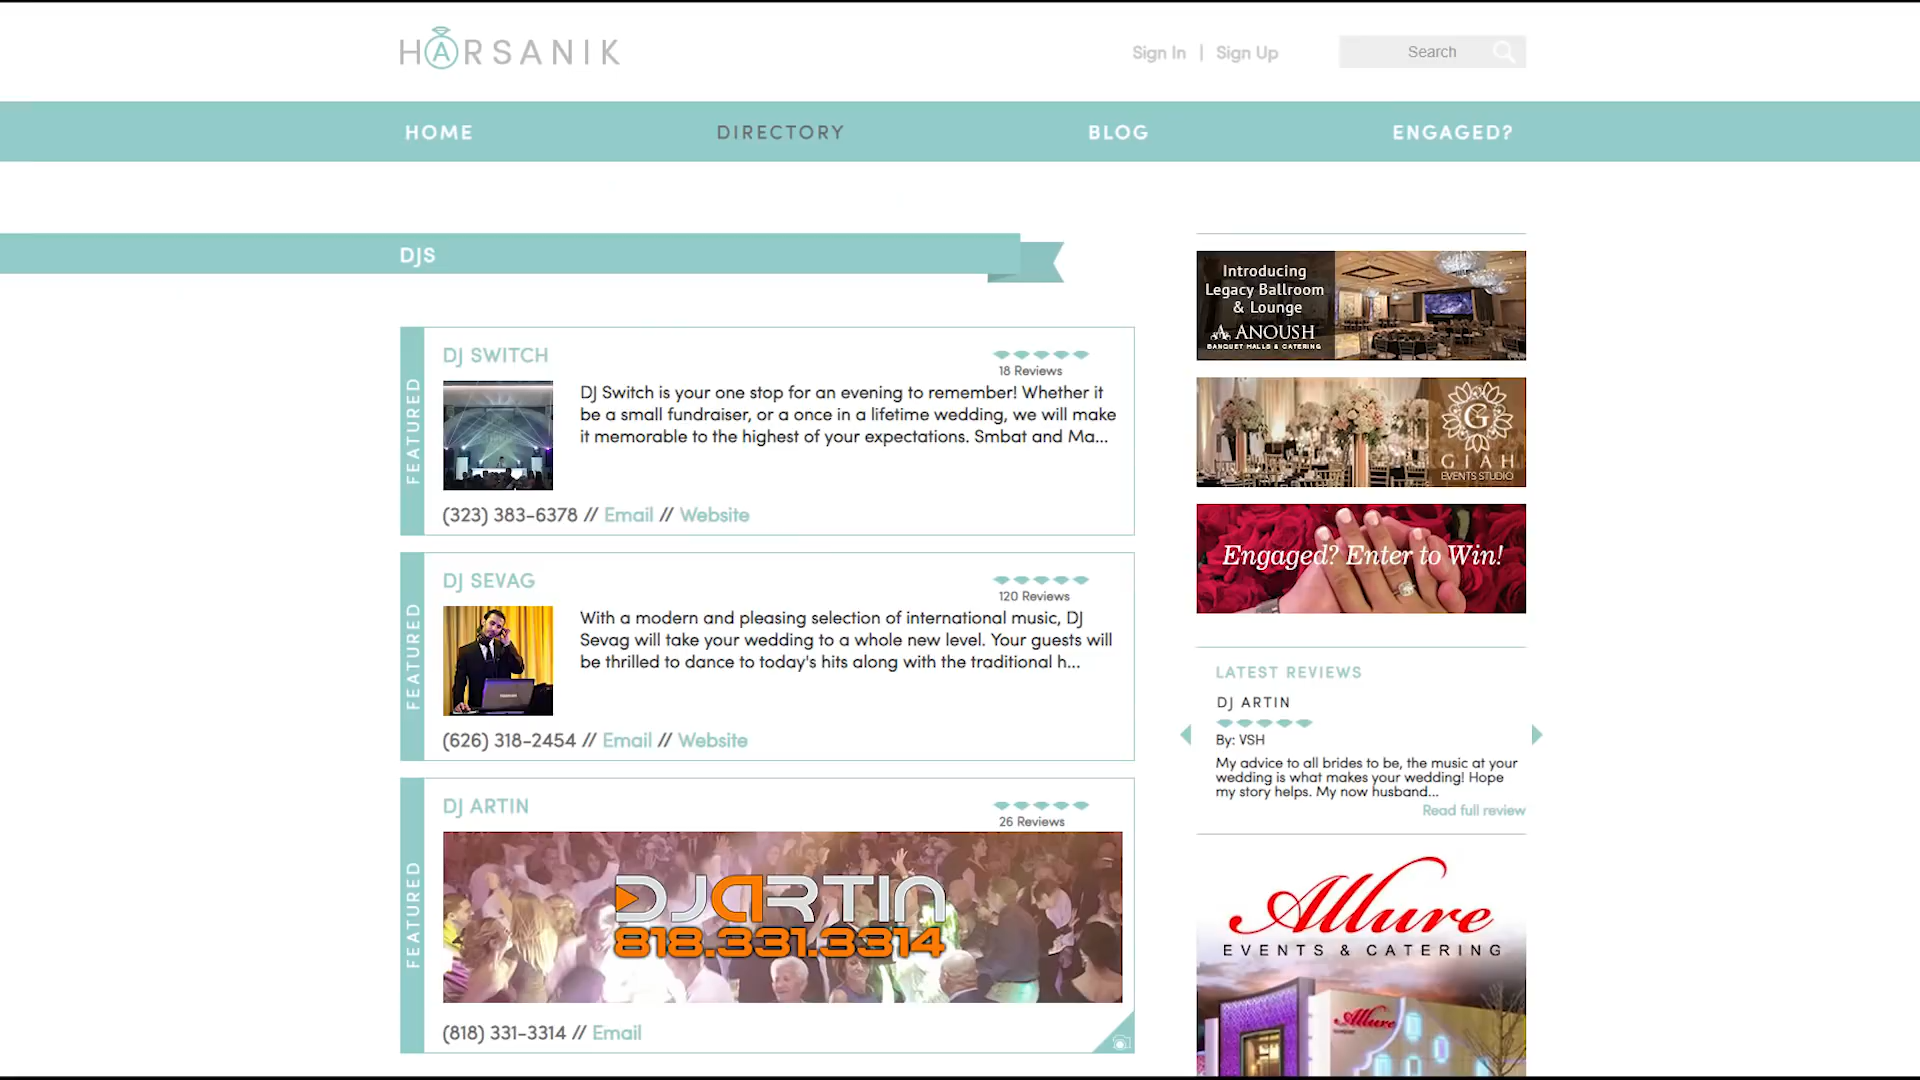 HARSANIK
Sign In | Sign Up
Search
HOME
DIRECTORY
BLOG
ENGAGED?
DJS
FEATURED
DJ SWITCH
18 Reviews
DJ Switch is your one stop for an evening to remember! Whether it
be a small fundraiser, or a once in a lifetime wedding, we will make
it memorable to the highest of your expectations. Smbat and Ma...
(323) 383-6378 // Email // Website
FEATURED
DJ SEVAG
120 Reviews
With a modern and pleasing selection of international music, DJ
Sevag will take your wedding to a whole new level. Your guests will
be thrilled to dance to today's hits along with the traditional h...
(626) 318-2454 // Email // Website
FEATURED
DJ ARTIN
26 Reviews
DJARTIN
818.331.3314
(818) 331-3314 // Email
Introducing
Legacy Ballroom
& Lounge
ANOUSH
BANQUET HALLS & CATERING
G
GIAH
EVENTS STUDIO
Engaged? Enter to Win!
LATEST REVIEWS
DJ ARTIN
By: VSH
My advice to all brides to be, the music at your
wedding is what makes your wedding! Hope
my story helps. My now husband...
Read full review
Allure
EVENTS & CATERING
Allure